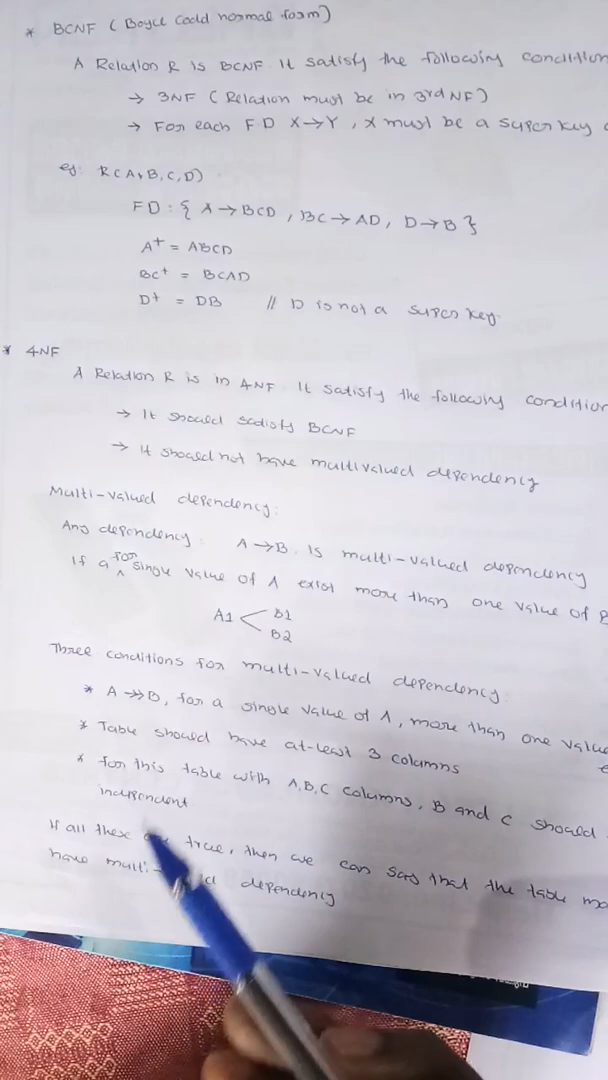 * BCNF ( Boyce Codd normal form)
A Relation R is BCNF It satisfy the following condition
→ 3NF ( Relation must be in 3rd NF )
→ For each F.D X→Y , X must be a super key
eg: R(A,B,C,D)
FD : { A→BCD , BC→AD, D→B }
A+ = ABCD
BC+ = BCAD
D+ = DB // D is not a super key.
* 4NF
A Relation R is in 4NF It satisfy the following condition
→ It should satisfy BCNF
→ It should not have multivalued dependency
Multi-valued dependency:
Any dependency A→B is multi-valued dependency
If a for single value of A exist more than one value of B
A1 < B1
B2
Three conditions for multi-valued dependency:
* A→→B, for a single value of A, more than one value
* Table should have at-least 3 columns
* for this table with A,B,C columns, B and C should
independent
If all these true, then we can say that the table
have dependency